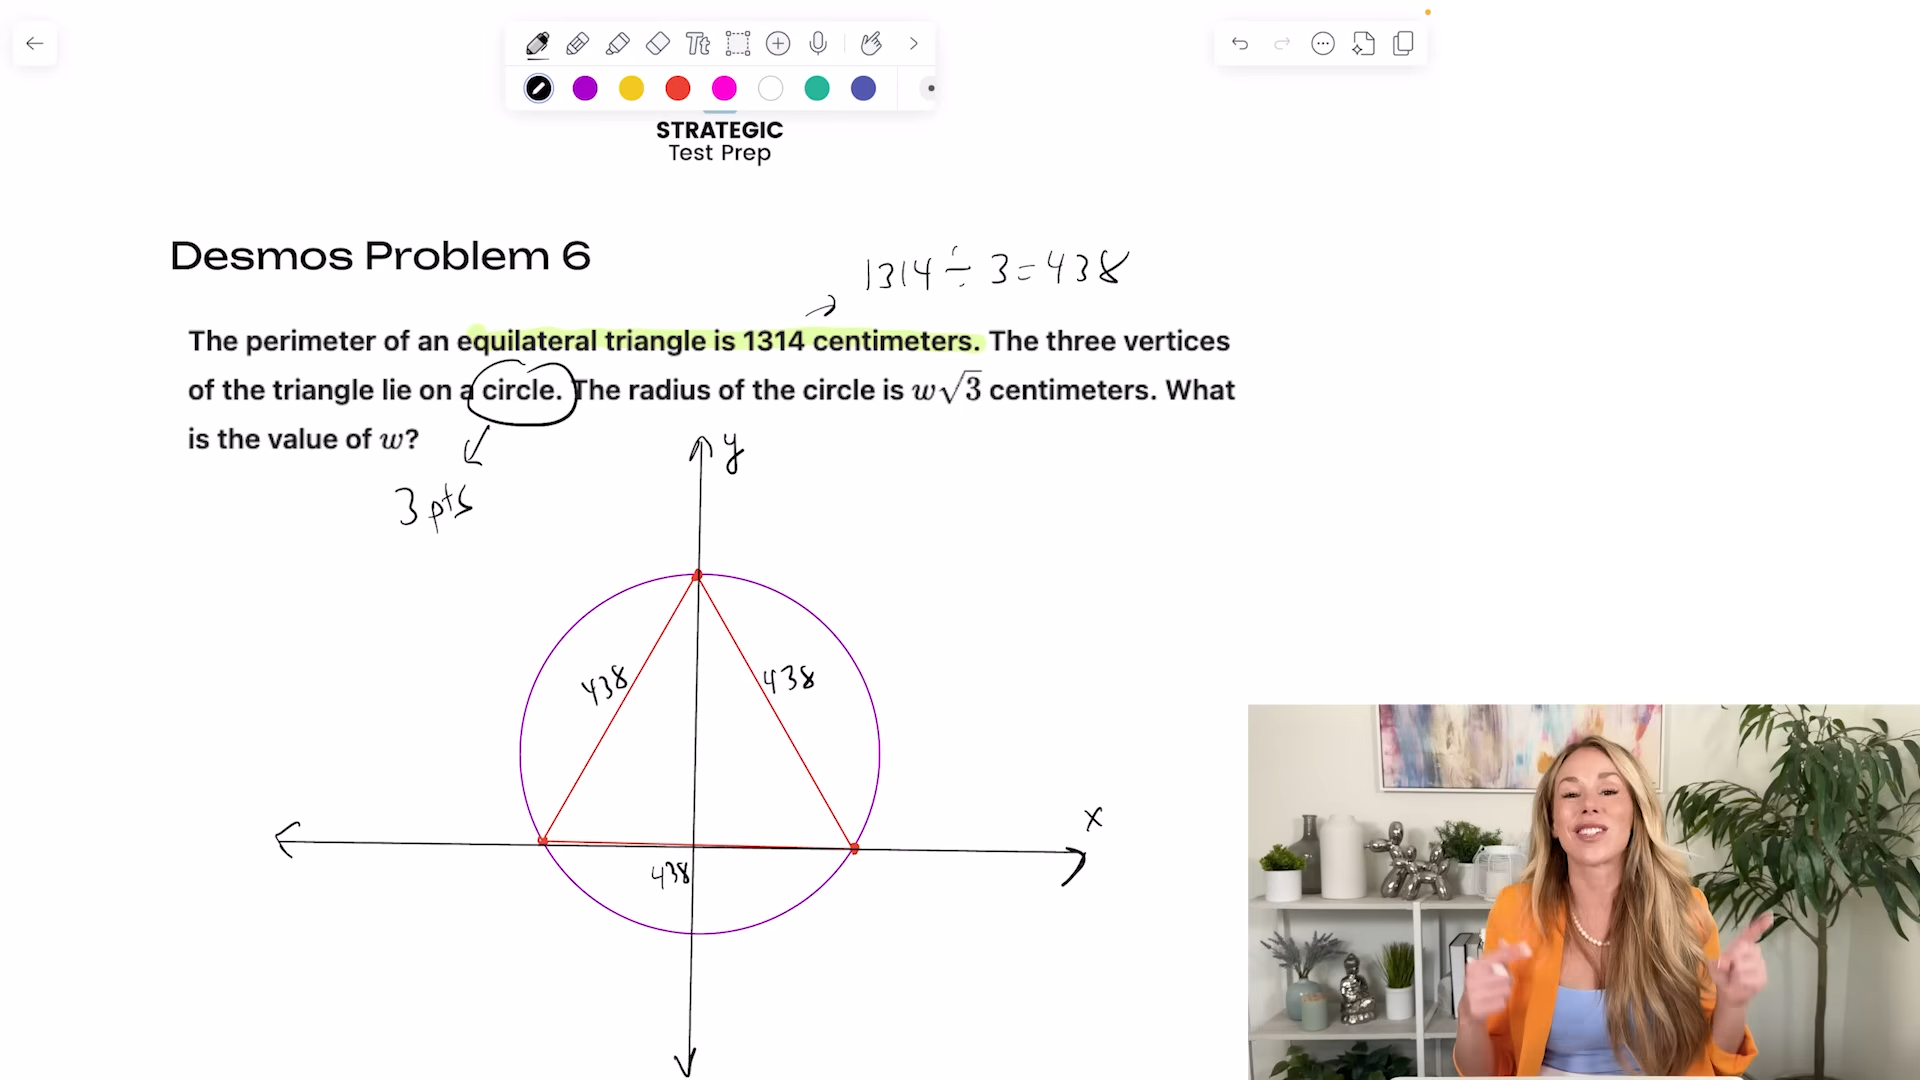 Tt
STRATEGIC
Test Prep
Desmos Problem 6
1314 ÷ 3 = 438
The perimeter of an equilateral triangle is 1314 centimeters. The three vertices
of the triangle lie on a circle. The radius of the circle is w√3 centimeters. What
is the value of w?
y
3 pts
438
438
x
438